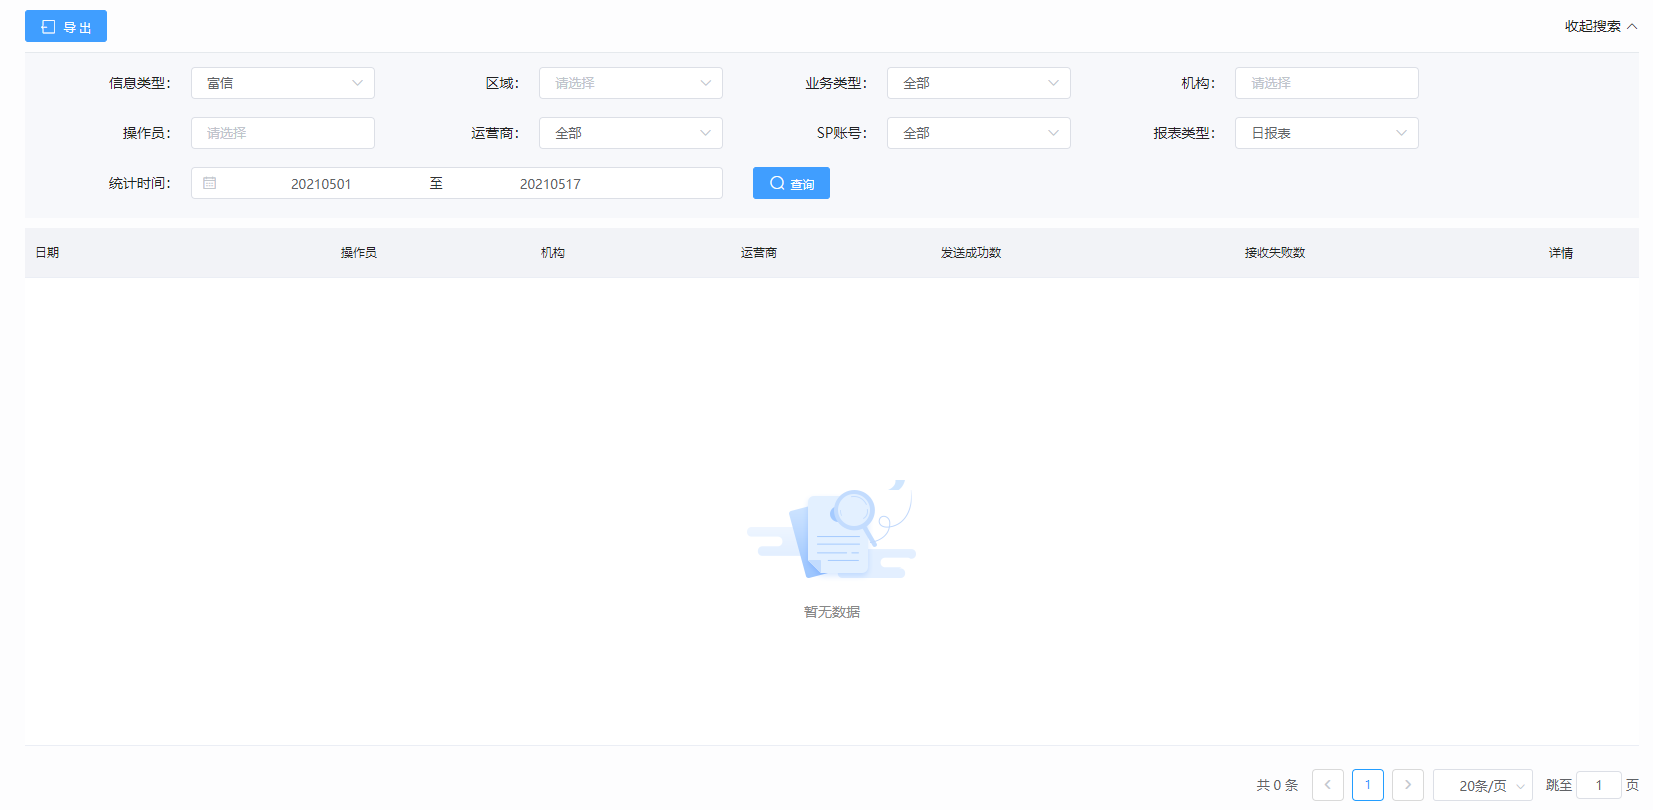 导出
收起搜索
信息类型： 富信 区域： 请选择 业务类型： 全部 机构： 请选择
操作员： 请选择 运营商： 全部 SP账号： 全部 报表类型： 日报表
统计时间： 20210501 至 20210517 查询
日期 操作员 机构 运营商 发送成功数 接收失败数 详情
暂无数据
共 0 条 1 20条/页 跳至 1 页